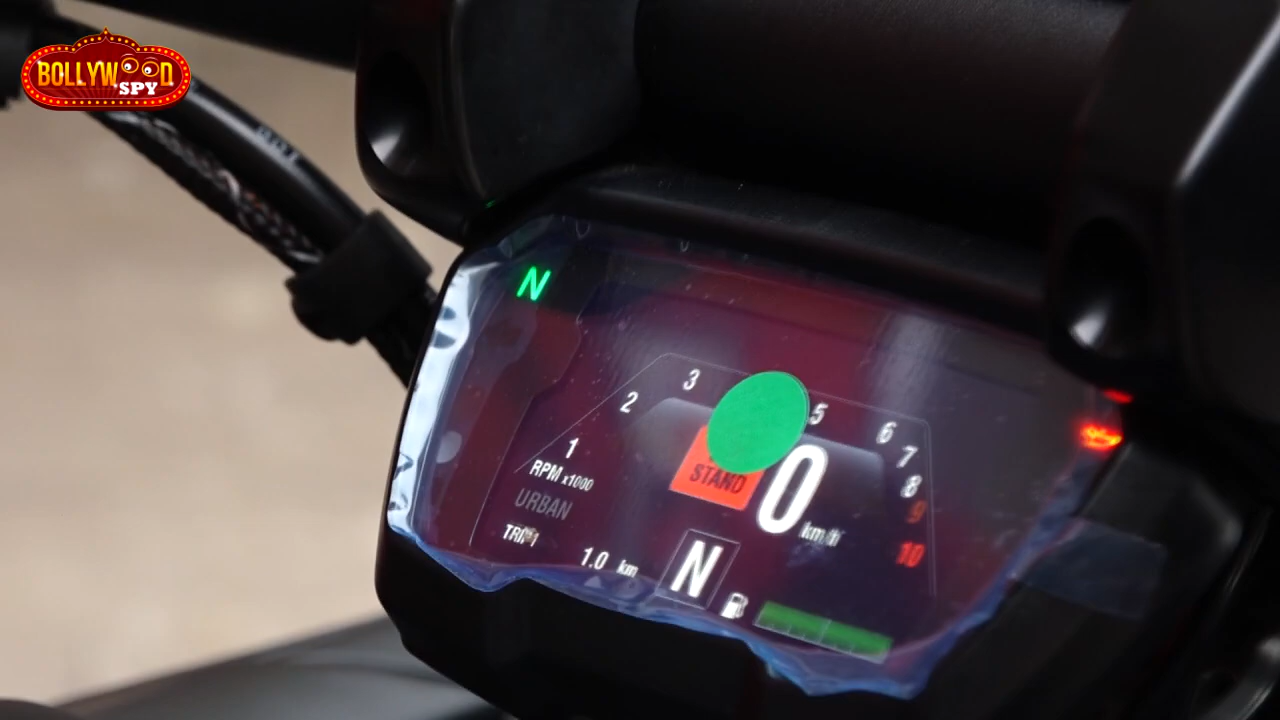 BOLLYWOOD
SPY
N
1
2
3
5
6
7
8
9
10
RPM x1000
STAND
0
km/h
URBAN
TRIP1
1.0 km
N